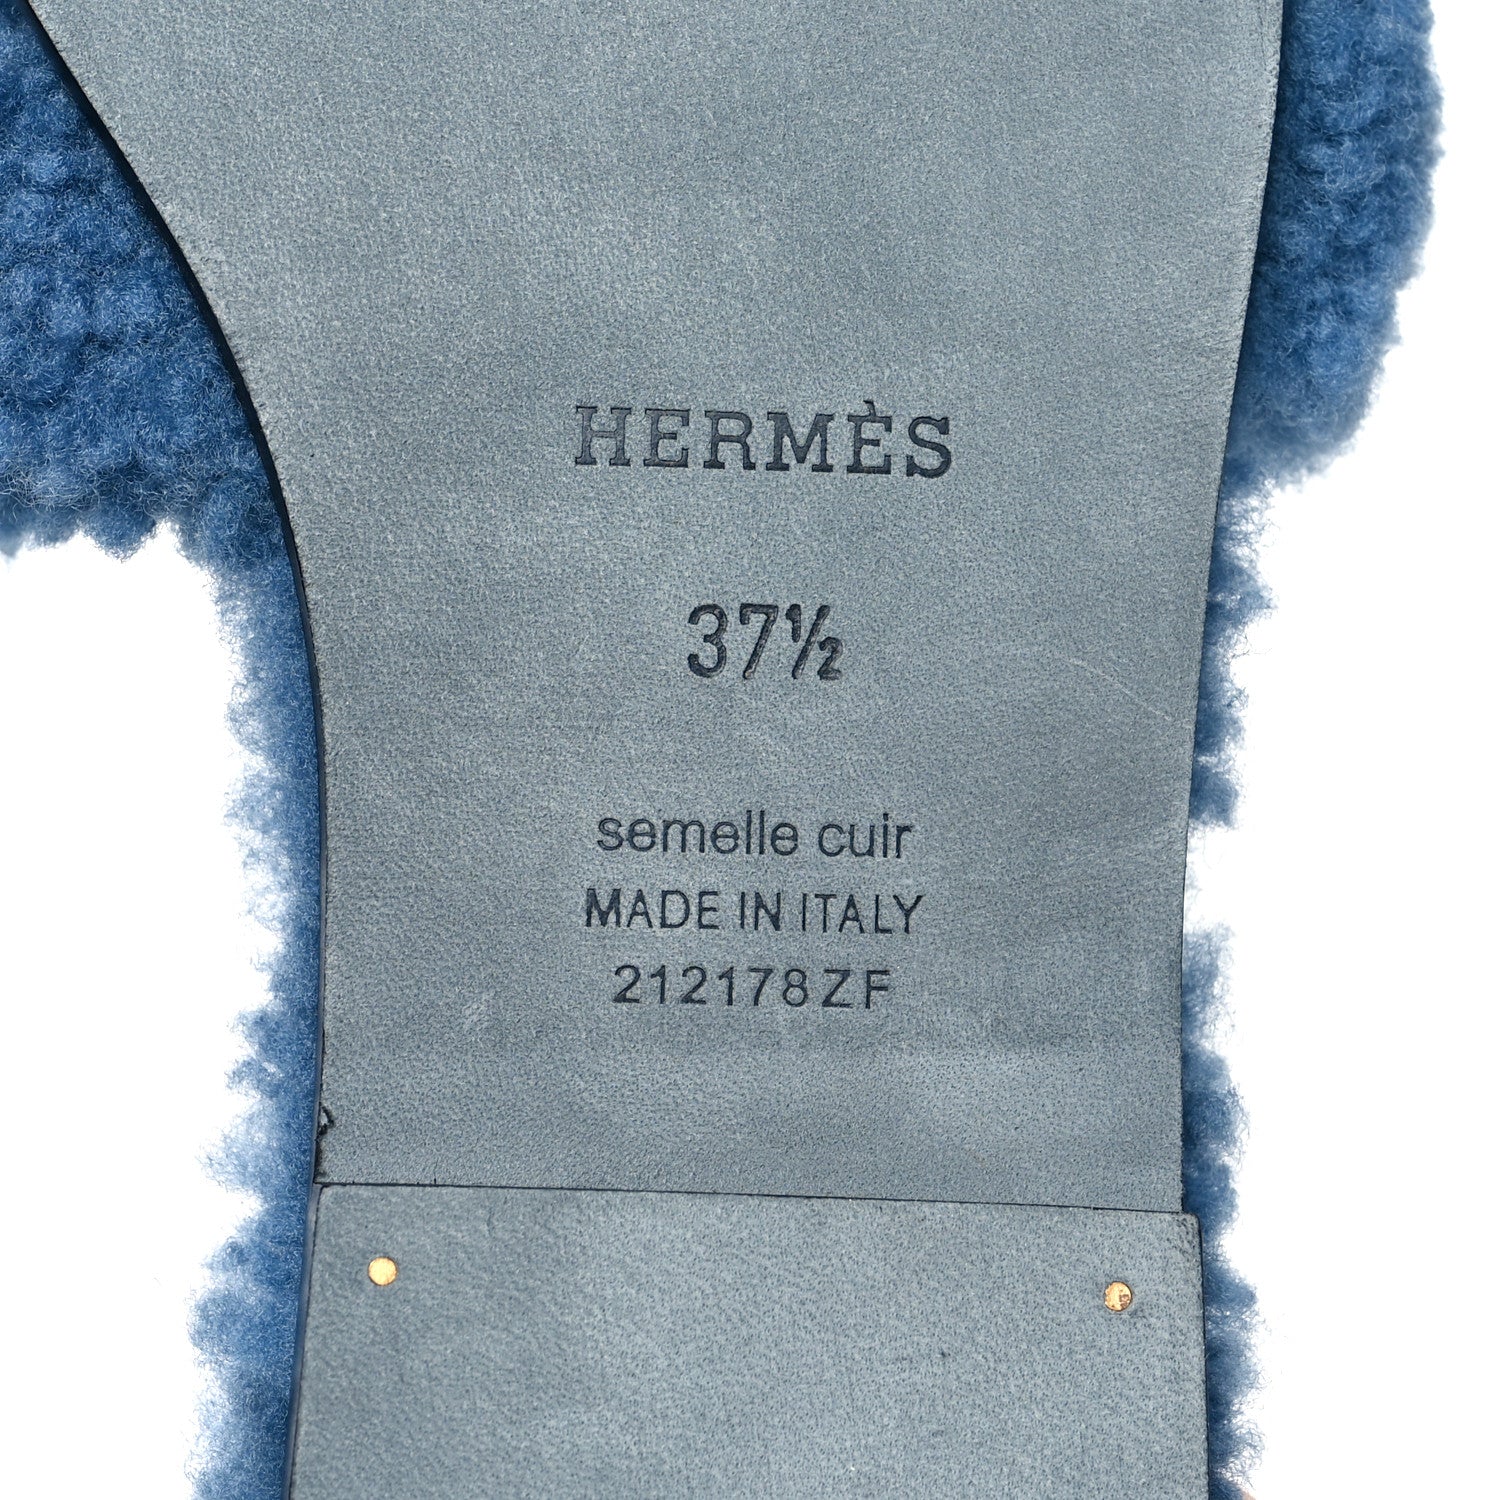 HERMÈS
37½
semelle cuir
MADE IN ITALY
212178ZF